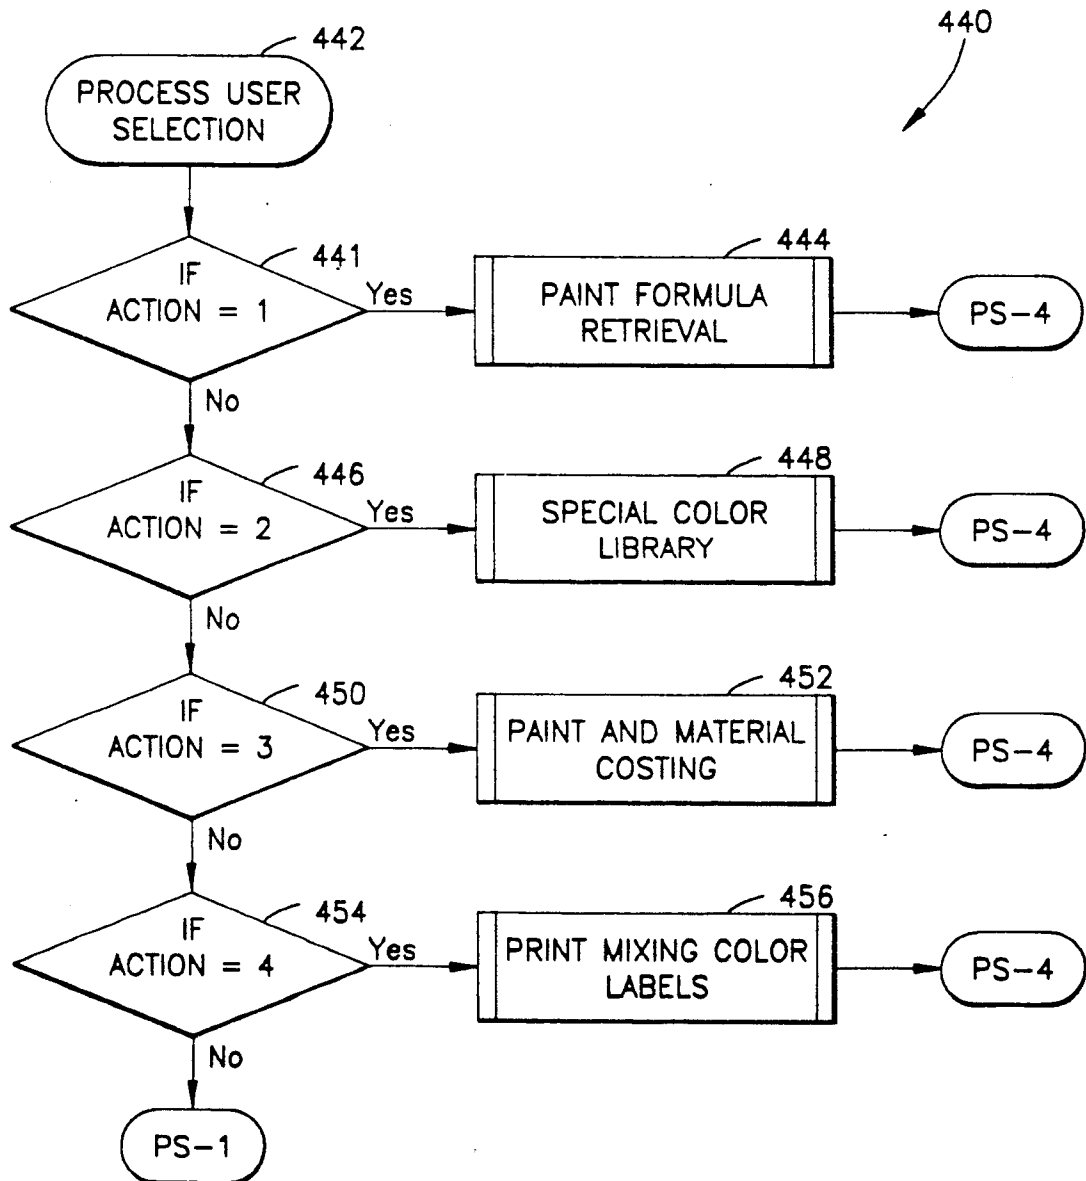 440
442
PROCESS USER
SELECTION
441
IF
ACTION = 1
Yes
444
PAINT FORMULA
RETRIEVAL
PS-4
No
446
IF
ACTION = 2
Yes
448
SPECIAL COLOR
LIBRARY
PS-4
No
450
IF
ACTION = 3
Yes
452
PAINT AND MATERIAL
COSTING
PS-4
No
454
IF
ACTION = 4
Yes
456
PRINT MIXING COLOR
LABELS
PS-4
No
PS-1